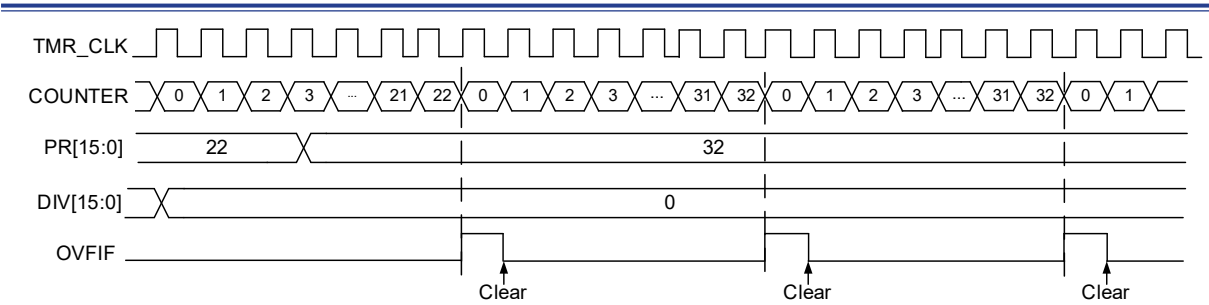 TMR_CLK
COUNTER 0 1 2 3 ... 21 22 0 1 2 3 ... 31 32 0 1 2 3 ... 31 32 0 1
PR[15:0] 22 32
DIV[15:0] 0
OVFIF
Clear Clear Clear